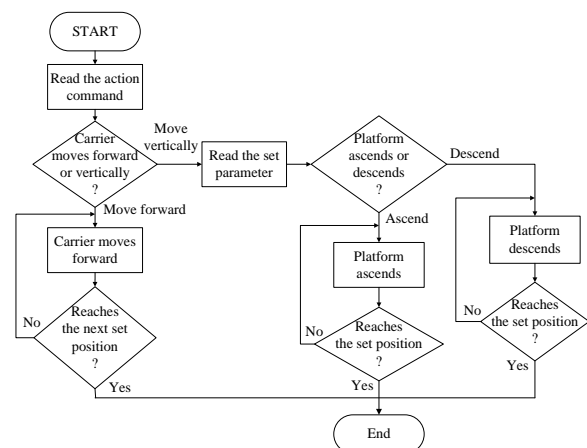 START
Read the action
command
Carrier
moves forward
or vertically
?
Move
vertically
Read the set
parameter
Platform
ascends or
descends
?
Descend
Move forward
Ascend
Carrier moves
forward
Platform
ascends
Platform
descends
Reaches
the next set
position
?
No
Reaches
the set position
?
No
Reaches
the set position
?
No
Yes
Yes
Yes
End